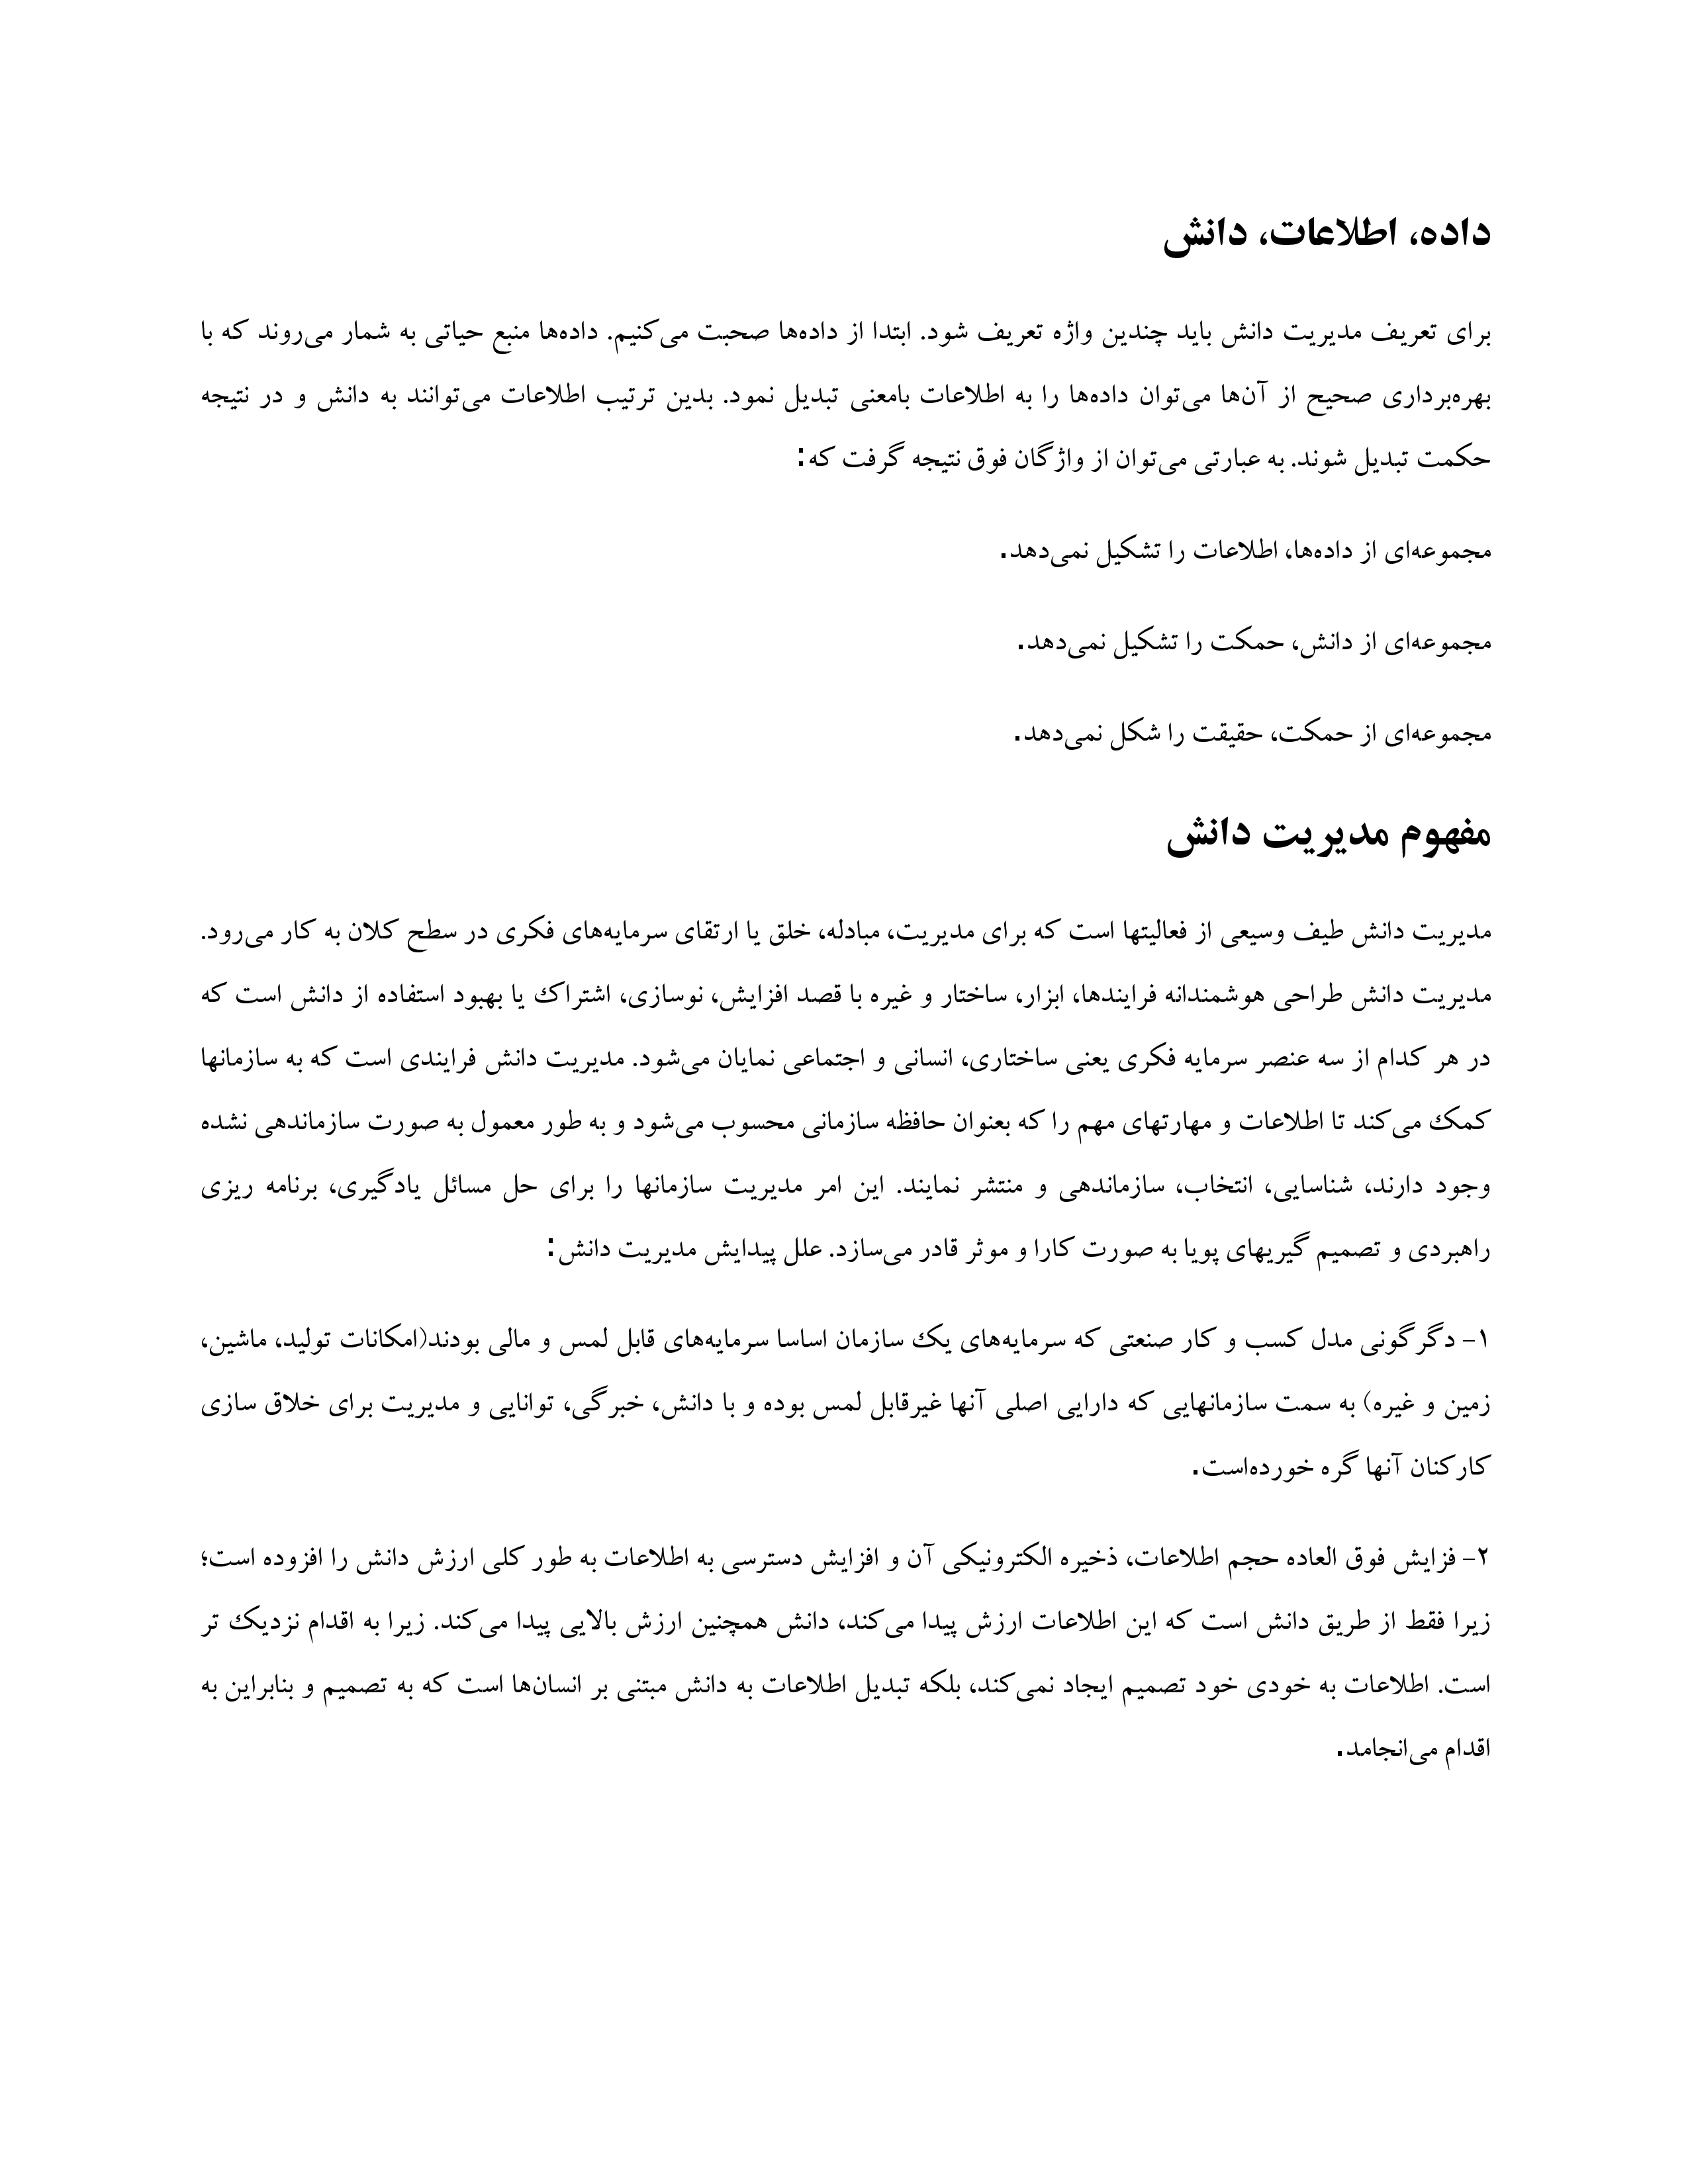 داده، اطلاعات، دانش
برای تعریف مدیریت دانش باید چندین واژه تعریف شود. ابتدا از داده‌ها صحبت می‌کنیم. داده‌ها منبع حیاتی به شمار می‌روند که با
بهره‌برداری صحیح از آن‌ها می‌توان داده‌ها را به اطلاعات بامعنی تبدیل نمود. بدین ترتیب اطلاعات می‌توانند به دانش و در نتیجه
حکمت تبدیل شوند. به عبارتی می‌توان از واژگان فوق نتیجه گرفت که:
مجموعه‌ای از داده‌ها، اطلاعات را تشکیل نمی‌دهد.
مجموعه‌ای از دانش، حمکت را تشکیل نمی‌دهد.
مجموعه‌ای از حمکت، حقیقت را شکل نمی‌دهد.
مفهوم مدیریت دانش
مدیریت دانش طیف وسیعی از فعالیتها است که برای مدیریت، مبادله، خلق یا ارتقای سرمایه‌های فکری در سطح کلان به کار می‌رود.
مدیریت دانش طراحی هوشمندانه فرایندها، ابزار، ساختار و غیره با قصد افزایش، نوسازی، اشتراک یا بهبود استفاده از دانش است که
در هر کدام از سه عنصر سرمایه فکری یعنی ساختاری، انسانی و اجتماعی نمایان می‌شود. مدیریت دانش فرایندی است که به سازمانها
کمک می‌کند تا اطلاعات و مهارتهای مهم را که بعنوان حافظه سازمانی محسوب می‌شود و به طور معمول به صورت سازماندهی نشده
وجود دارند، شناسایی، انتخاب، سازماندهی و منتشر نمایند. این امر مدیریت سازمانها را برای حل مسائل یادگیری، برنامه ریزی
راهبردی و تصمیم گیریهای پویا به صورت کارا و موثر قادر می‌سازد. علل پیدایش مدیریت دانش:
۱- دگرگونی مدل کسب و کار صنعتی که سرمایه‌های یک سازمان اساسا سرمایه‌های قابل لمس و مالی بودند(امکانات تولید، ماشین،
زمین و غیره) به سمت سازمانهایی که دارایی اصلی آنها غیرقابل لمس بوده و با دانش، خبرگی، توانایی و مدیریت برای خلاق سازی
کارکنان آنها گره خورده‌است.
۲- فزایش فوق العاده حجم اطلاعات، ذخیره الکترونیکی آن و افزایش دسترسی به اطلاعات به طور کلی ارزش دانش را افزوده است؛
زیرا فقط از طریق دانش است که این اطلاعات ارزش پیدا می‌کند، دانش همچنین ارزش بالایی پیدا می‌کند. زیرا به اقدام نزدیک تر
است. اطلاعات به خودی خود تصمیم ایجاد نمی‌کند، بلکه تبدیل اطلاعات به دانش مبتنی بر انسان‌ها است که به تصمیم و بنابراین به
اقدام می‌انجامد.